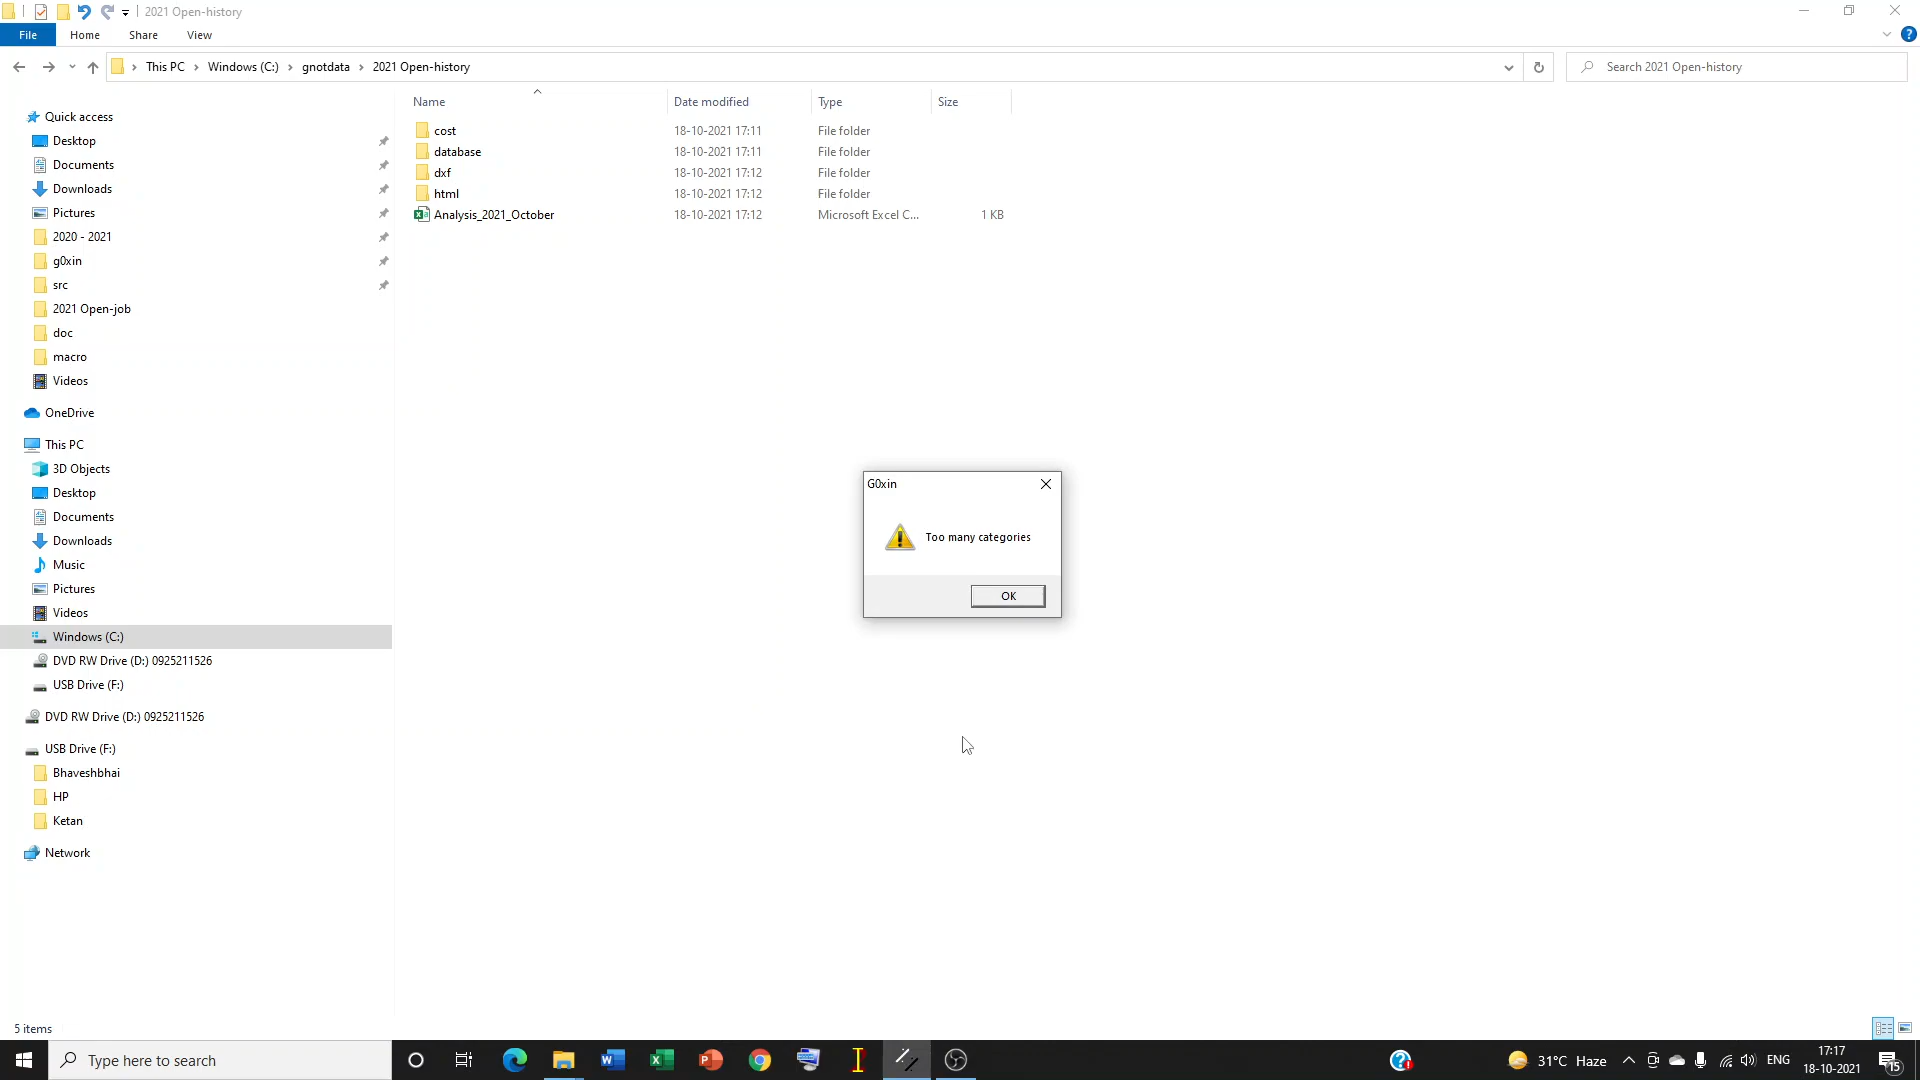 2021 Open-history
File Home Share View
This PC Windows (C:) gnotdata 2021 Open-history
Search 2021 Open-history
Name Date modified Type Size
cost 18-10-2021 17:11 File folder
database 18-10-2021 17:11 File folder
dxf 18-10-2021 17:12 File folder
html 18-10-2021 17:12 File folder
Analysis_2021_October 18-10-2021 17:12 Microsoft Excel C... 1 KB
Quick access
Desktop
Documents
Downloads
Pictures
2020 - 2021
g0xin
src
2021 Open-job
doc
macro
Videos
OneDrive
This PC
3D Objects
Desktop
Documents
Downloads
Music
Pictures
Videos
Windows (C:)
DVD RW Drive (D:) 0925211526
USB Drive (F:)
DVD RW Drive (D:) 0925211526
USB Drive (F:)
Bhaveshbhai
HP
Ketan
Network
G0xin
Too many categories
OK
5 items
Type here to search
31°C Haze
ENG
17:17
18-10-2021
15